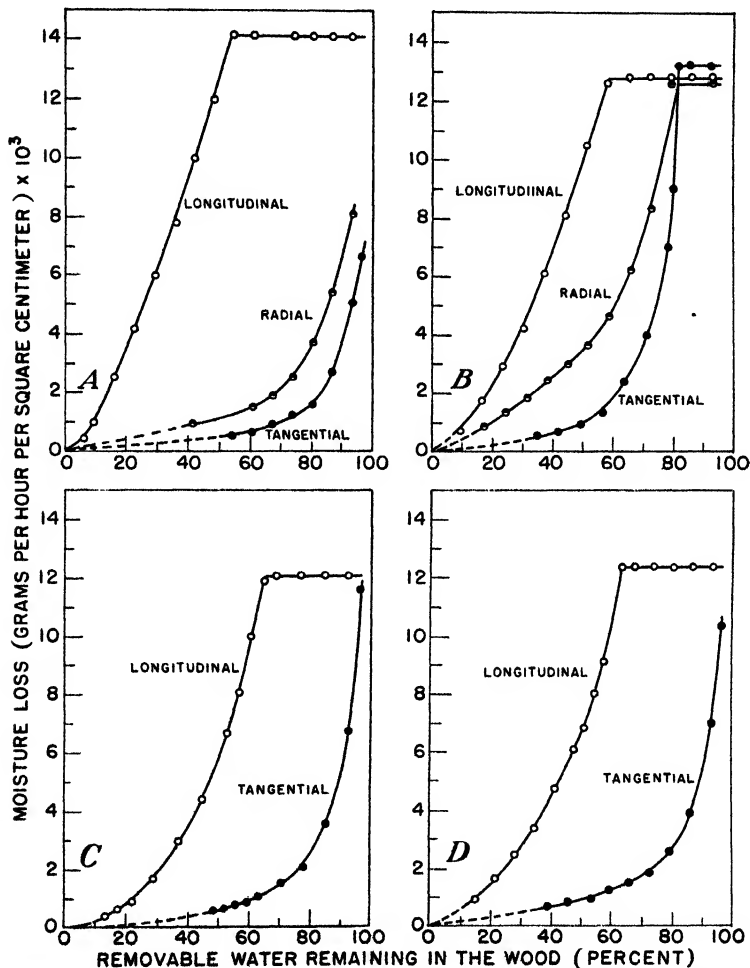 MOISTURE LOSS (GRAMS PER HOUR PER SQUARE CENTIMETER) × 10³
14
12
10
8
6
4
2
0
LONGITUDINAL
RADIAL
A
TANGENTIAL
0 20 40 60 80 100
14
12
10
8
6
4
2
0
LONGITUDIINAL
RADIAL
B
TANGENTIAL
0 20 40 60 80 100
14
12
10
8
6
4
2
0
LONGITUDINAL
TANGENTIAL
C
0 20 40 60 80 100
14
12
10
8
6
4
2
0
LONGITUDINAL
TANGENTIAL
D
0 20 40 60 80 100
REMOVABLE WATER REMAINING IN THE WOOD (PERCENT)